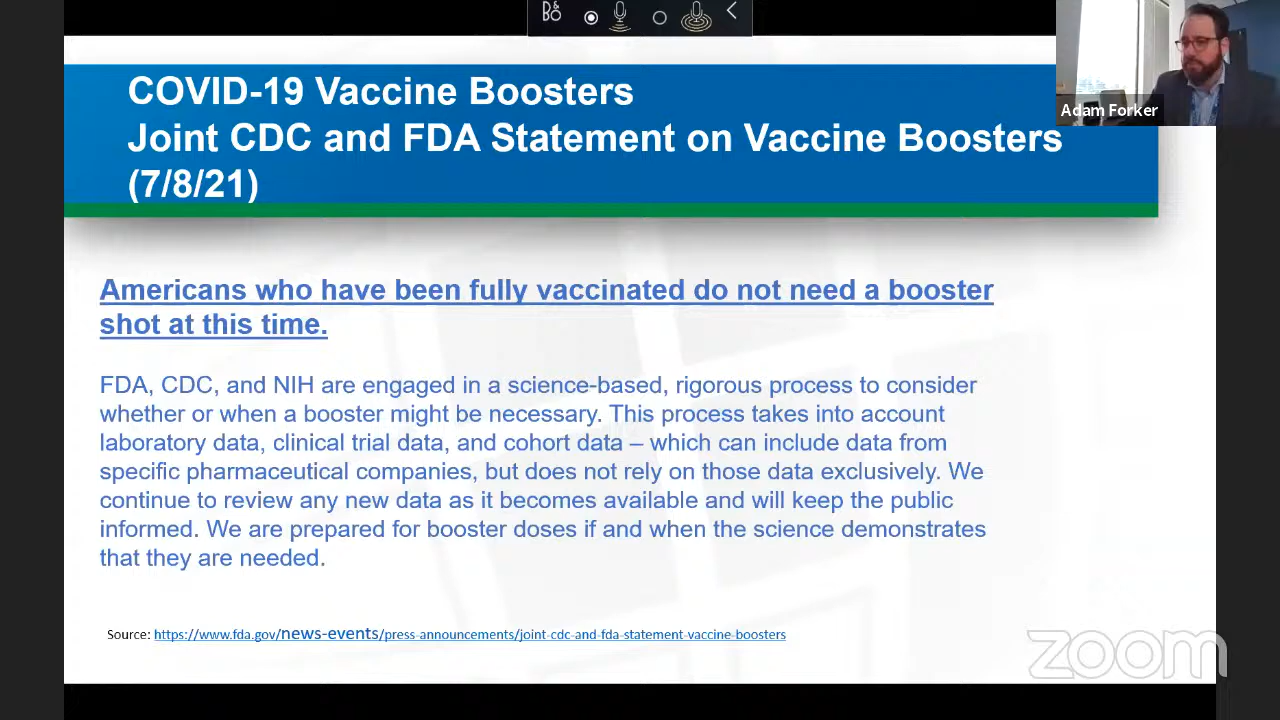 B&O
COVID-19 Vaccine Boosters
Joint CDC and FDA Statement on Vaccine Boosters
(7/8/21)
Adam Forker
Americans who have been fully vaccinated do not need a booster
shot at this time.
FDA, CDC, and NIH are engaged in a science-based, rigorous process to consider
whether or when a booster might be necessary. This process takes into account
laboratory data, clinical trial data, and cohort data – which can include data from
specific pharmaceutical companies, but does not rely on those data exclusively. We
continue to review any new data as it becomes available and will keep the public
informed. We are prepared for booster doses if and when the science demonstrates
that they are needed.
Source: https://www.fda.gov/news-events/press-announcements/joint-cdc-and-fda-statement-vaccine-boosters
zoom